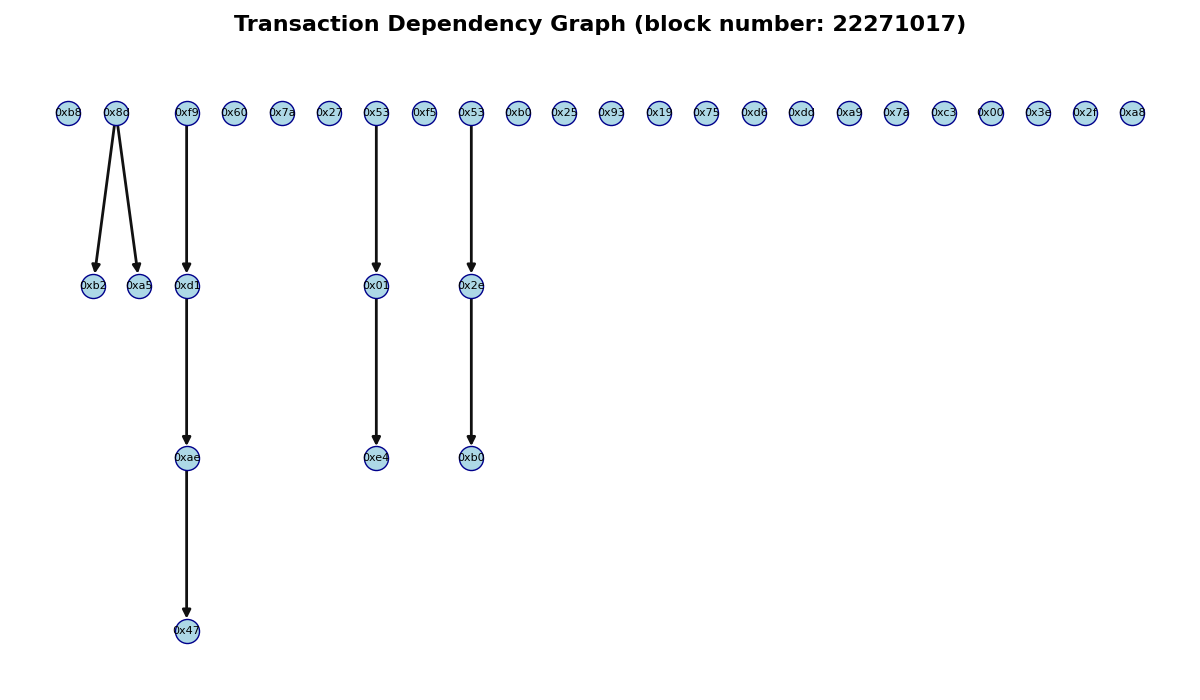 Transaction Dependency Graph (block number: 22271017)
0xb8 0x8d 0xf9 0x60 0x7a 0x27 0x53 0xf5 0x53 0xb0 0x25 0x93 0x19 0x75 0xd6 0xdd 0xa9 0x7a 0xc3 0x00 0x3e 0x2f 0xa8
0xb2 0xa5 0xd1 0x01 0x2e
0xae 0xe4 0xb0
0x47